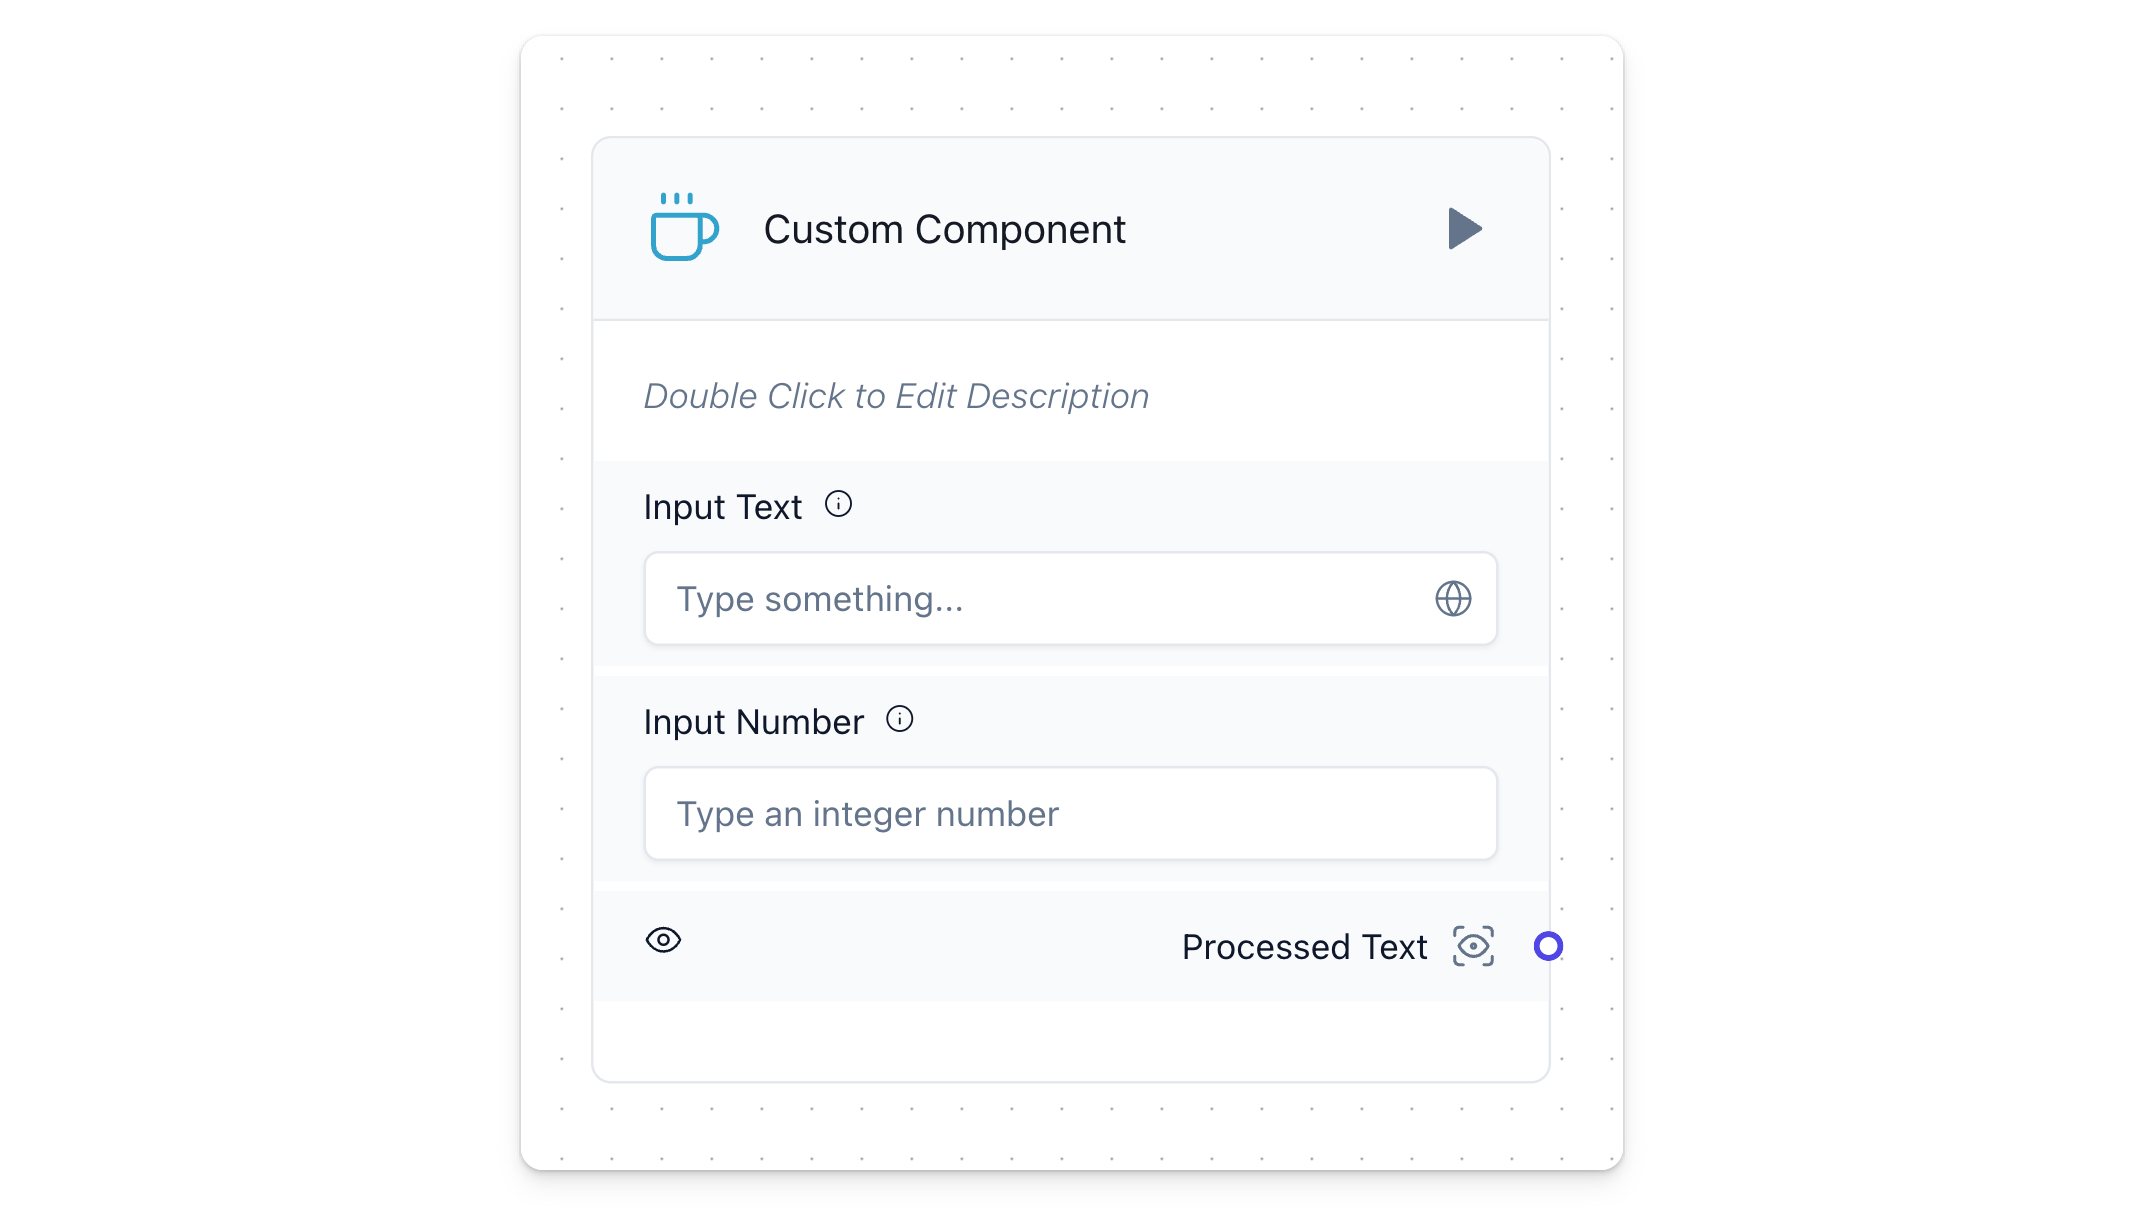 Custom Component
Double Click to Edit Description
Input Text
Type something...
Input Number
Type an integer number
Processed Text